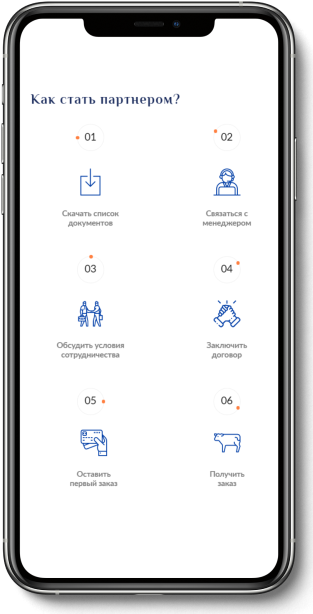 Как стать партнером?
01
02
Скачать список
документов
Связаться с
менеджером
03
04
Обсудить условия
сотрудничества
Заключить
договор
05
06
Оставить
первый заказ
Получить
заказ